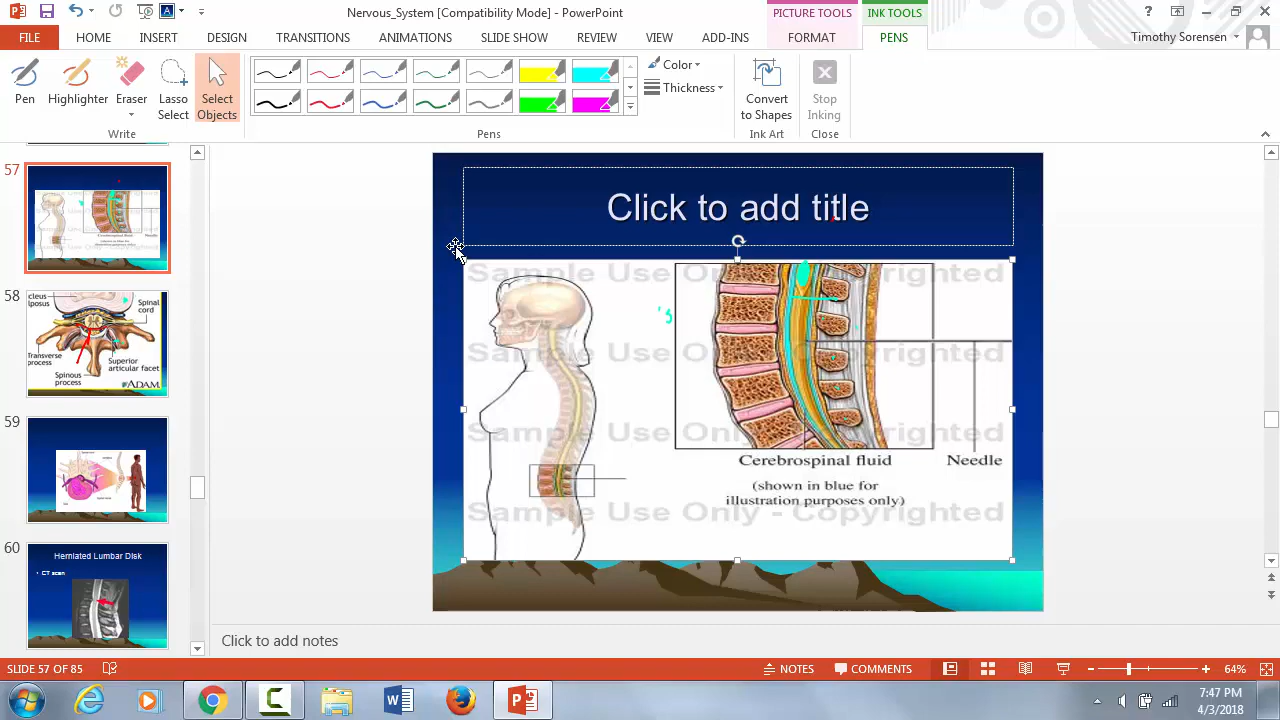 Nervous_System [Compatibility Mode] - PowerPoint
PICTURE TOOLS
INK TOOLS
FILE
HOME
INSERT
DESIGN
TRANSITIONS
ANIMATIONS
SLIDE SHOW
REVIEW
VIEW
ADD-INS
FORMAT
PENS
Timothy Sorensen
Pen
Highlighter
Eraser
Lasso
Select
Select
Objects
Write
Pens
Color
Thickness
Convert
to Shapes
Ink Art
Stop
Inking
Close
57
58
cleus
lposus
Spinal
cord
Transverse
process
Superior
articular facet
Spinous
process
ADAM
59
60
Herniated Lumbar Disk
CT scan
Click to add title
Sample Use Only - Copyrighted
Sample Use Only - Copyrighted
Sample Use Only - Copyrighted
Sample Use Only - Copyrighted
Cerebrospinal fluid
Needle
(shown in blue for
illustration purposes only)
Click to add notes
SLIDE 57 OF 85
NOTES
COMMENTS
64%
7:47 PM
4/3/2018